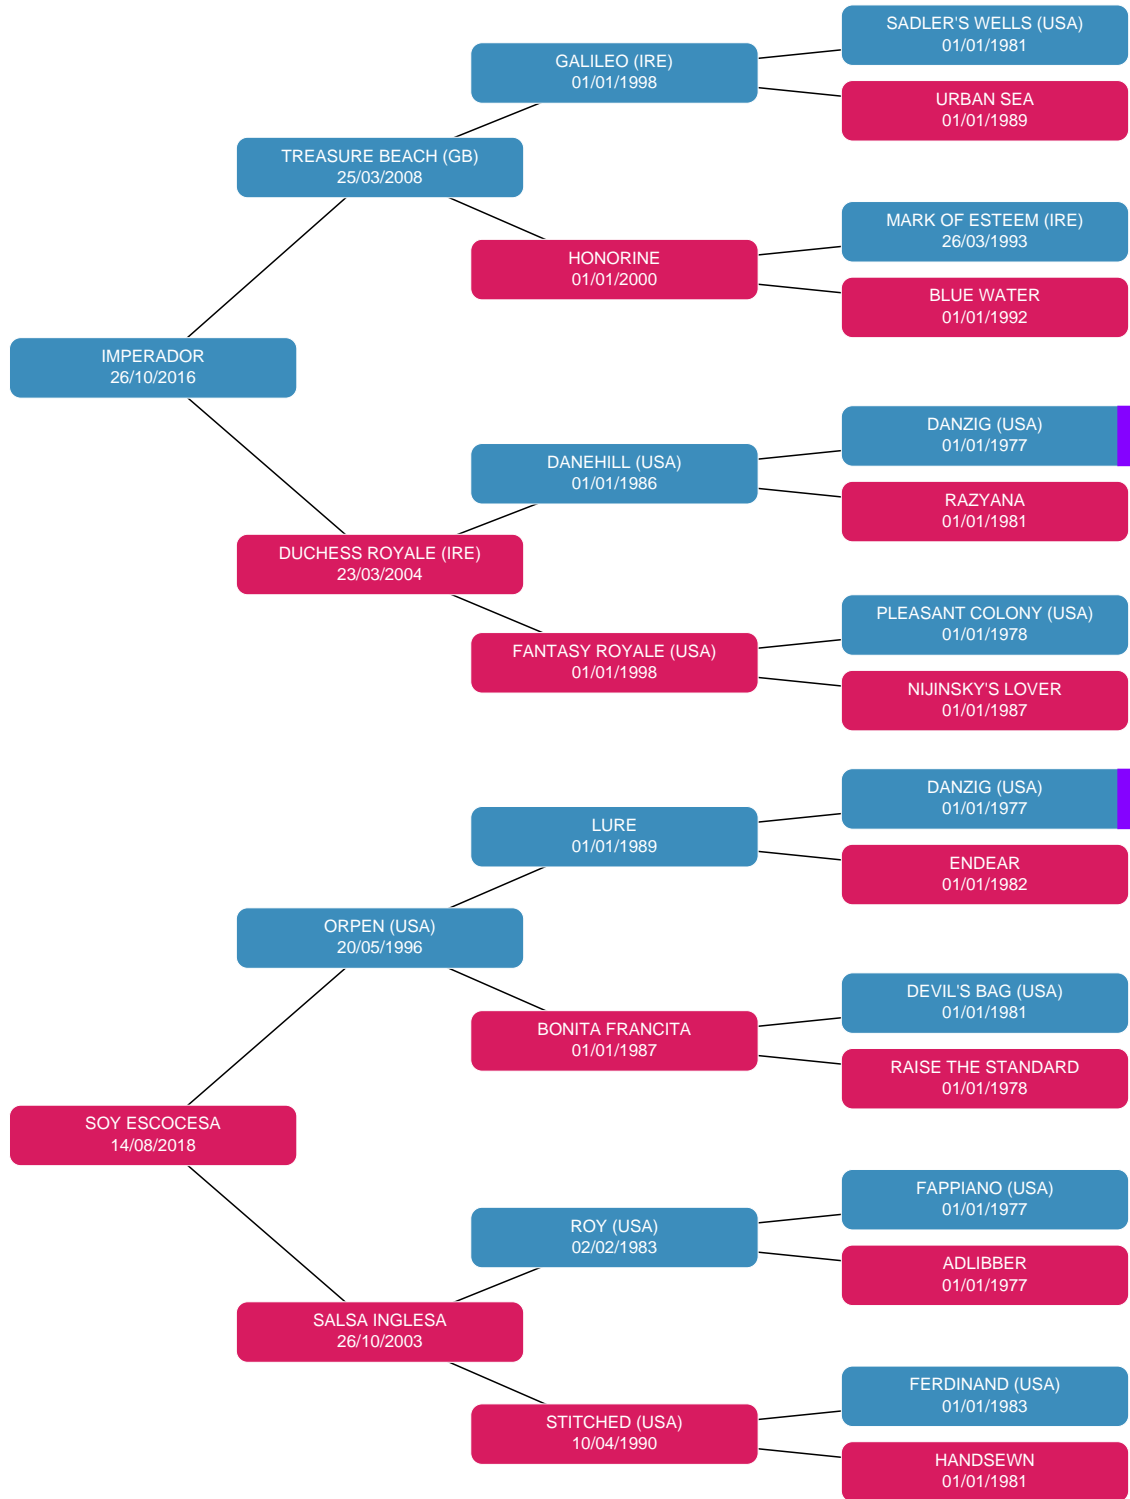 SADLER'S WELLS (USA)
01/01/1981
GALILEO (IRE)
01/01/1998
URBAN SEA
01/01/1989
TREASURE BEACH (GB)
25/03/2008
MARK OF ESTEEM (IRE)
26/03/1993
HONORINE
01/01/2000
BLUE WATER
01/01/1992
IMPERADOR
26/10/2016
DANZIG (USA)
01/01/1977
DANEHILL (USA)
01/01/1986
RAZYANA
01/01/1981
DUCHESS ROYALE (IRE)
23/03/2004
PLEASANT COLONY (USA)
01/01/1978
FANTASY ROYALE (USA)
01/01/1998
NIJINSKY'S LOVER
01/01/1987
DANZIG (USA)
01/01/1977
LURE
01/01/1989
ENDEAR
01/01/1982
ORPEN (USA)
20/05/1996
DEVIL'S BAG (USA)
01/01/1981
BONITA FRANCITA
01/01/1987
RAISE THE STANDARD
01/01/1978
SOY ESCOCESA
14/08/2018
FAPPIANO (USA)
01/01/1977
ROY (USA)
02/02/1983
ADLIBBER
01/01/1977
SALSA INGLESA
26/10/2003
FERDINAND (USA)
01/01/1983
STITCHED (USA)
10/04/1990
HANDSEWN
01/01/1981